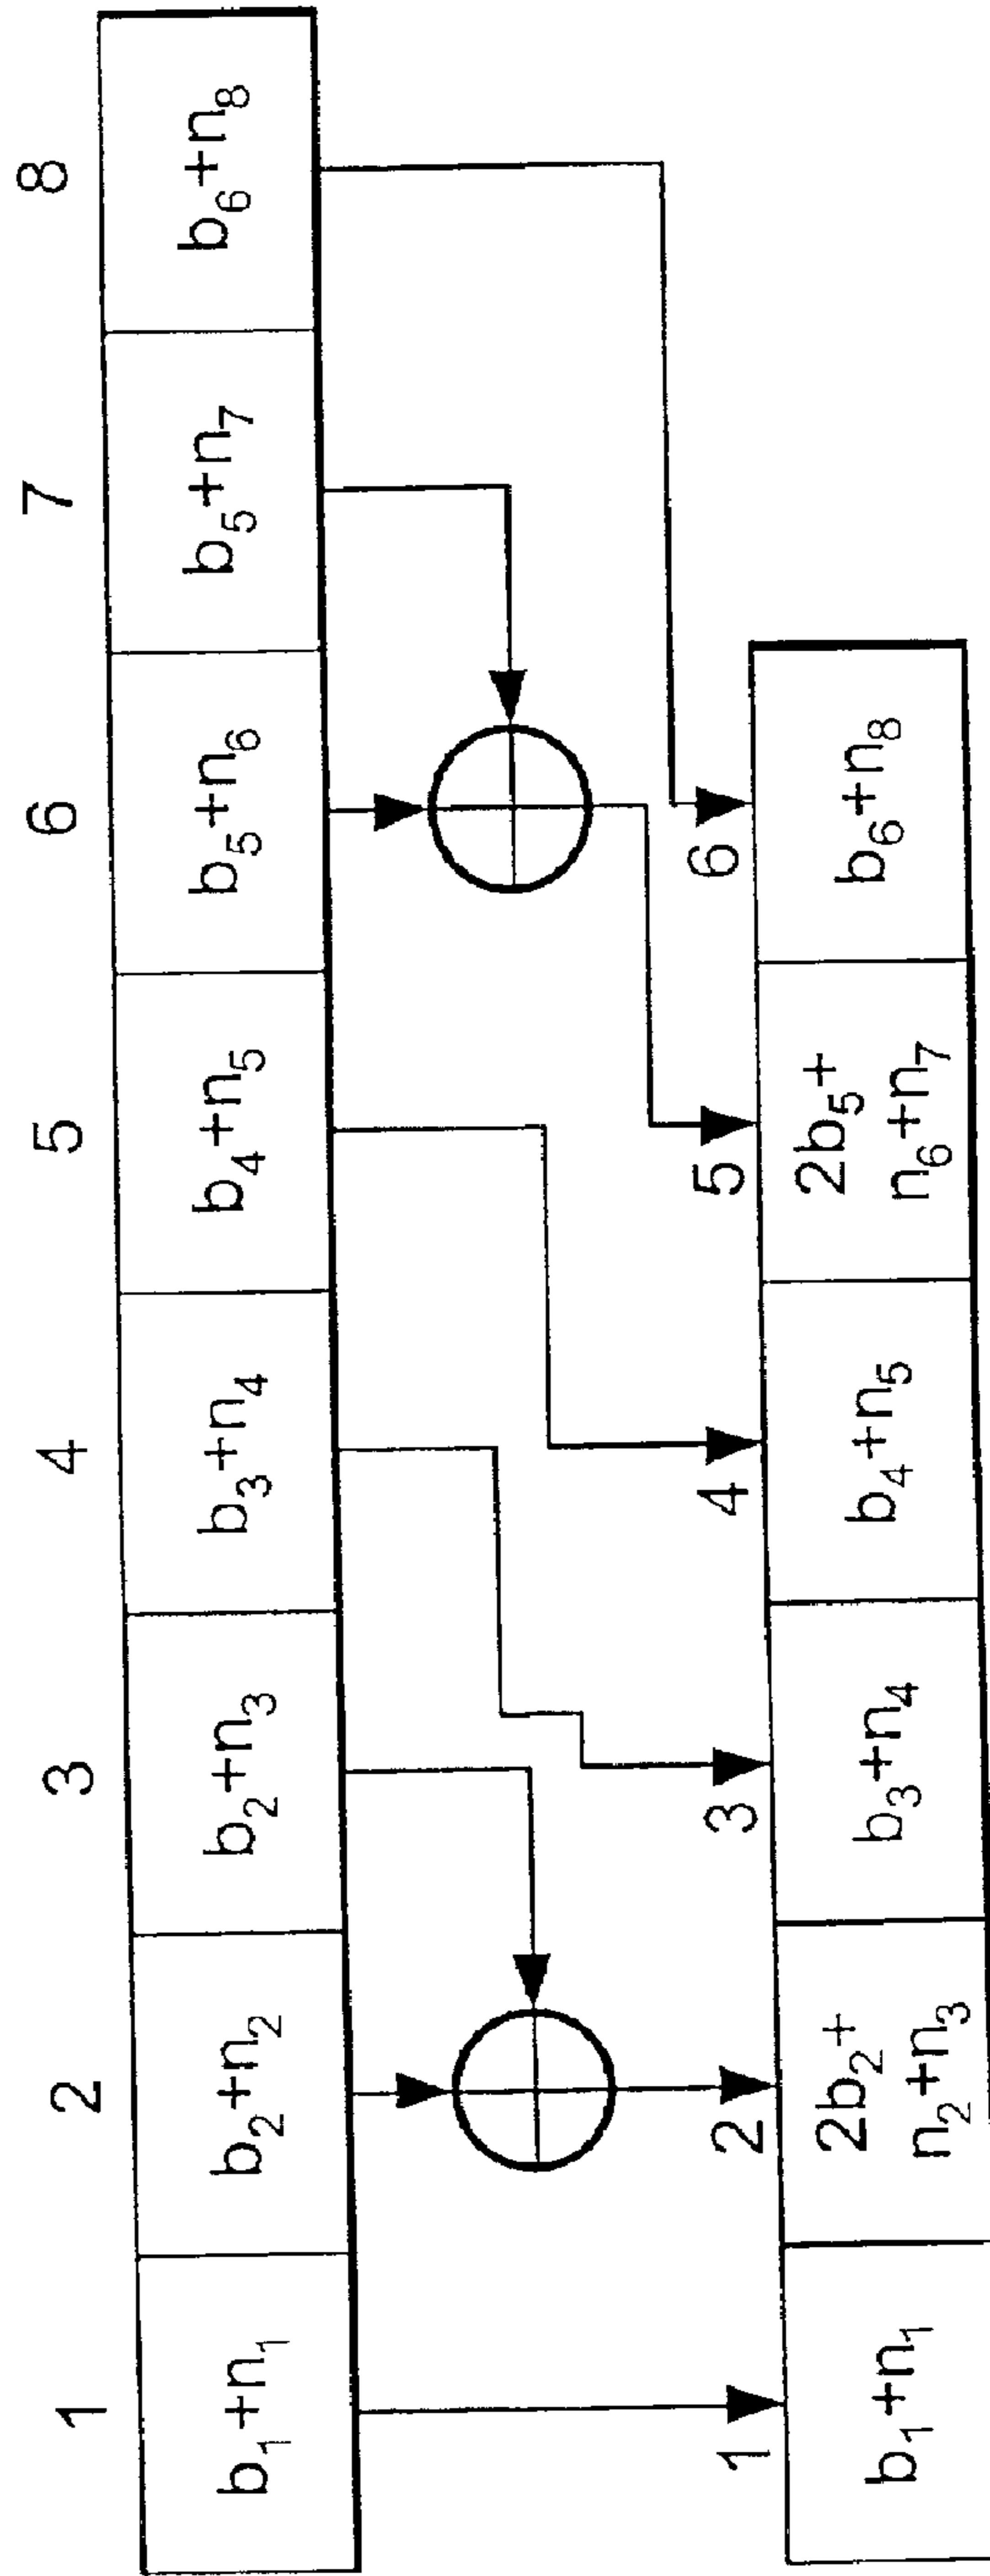 1 2 3 4 5 6 7 8
b₁+n₁ b₂+n₂ b₂+n₃ b₃+n₄ b₄+n₅ b₅+n₆ b₅+n₇ b₆+n₈
1 2 3 4 5 6
b₁+n₁ 2b₂+ b₃+n₄ b₄+n₅ 2b₅+ b₆+n₈
n₂+n₃ n₆+n₇